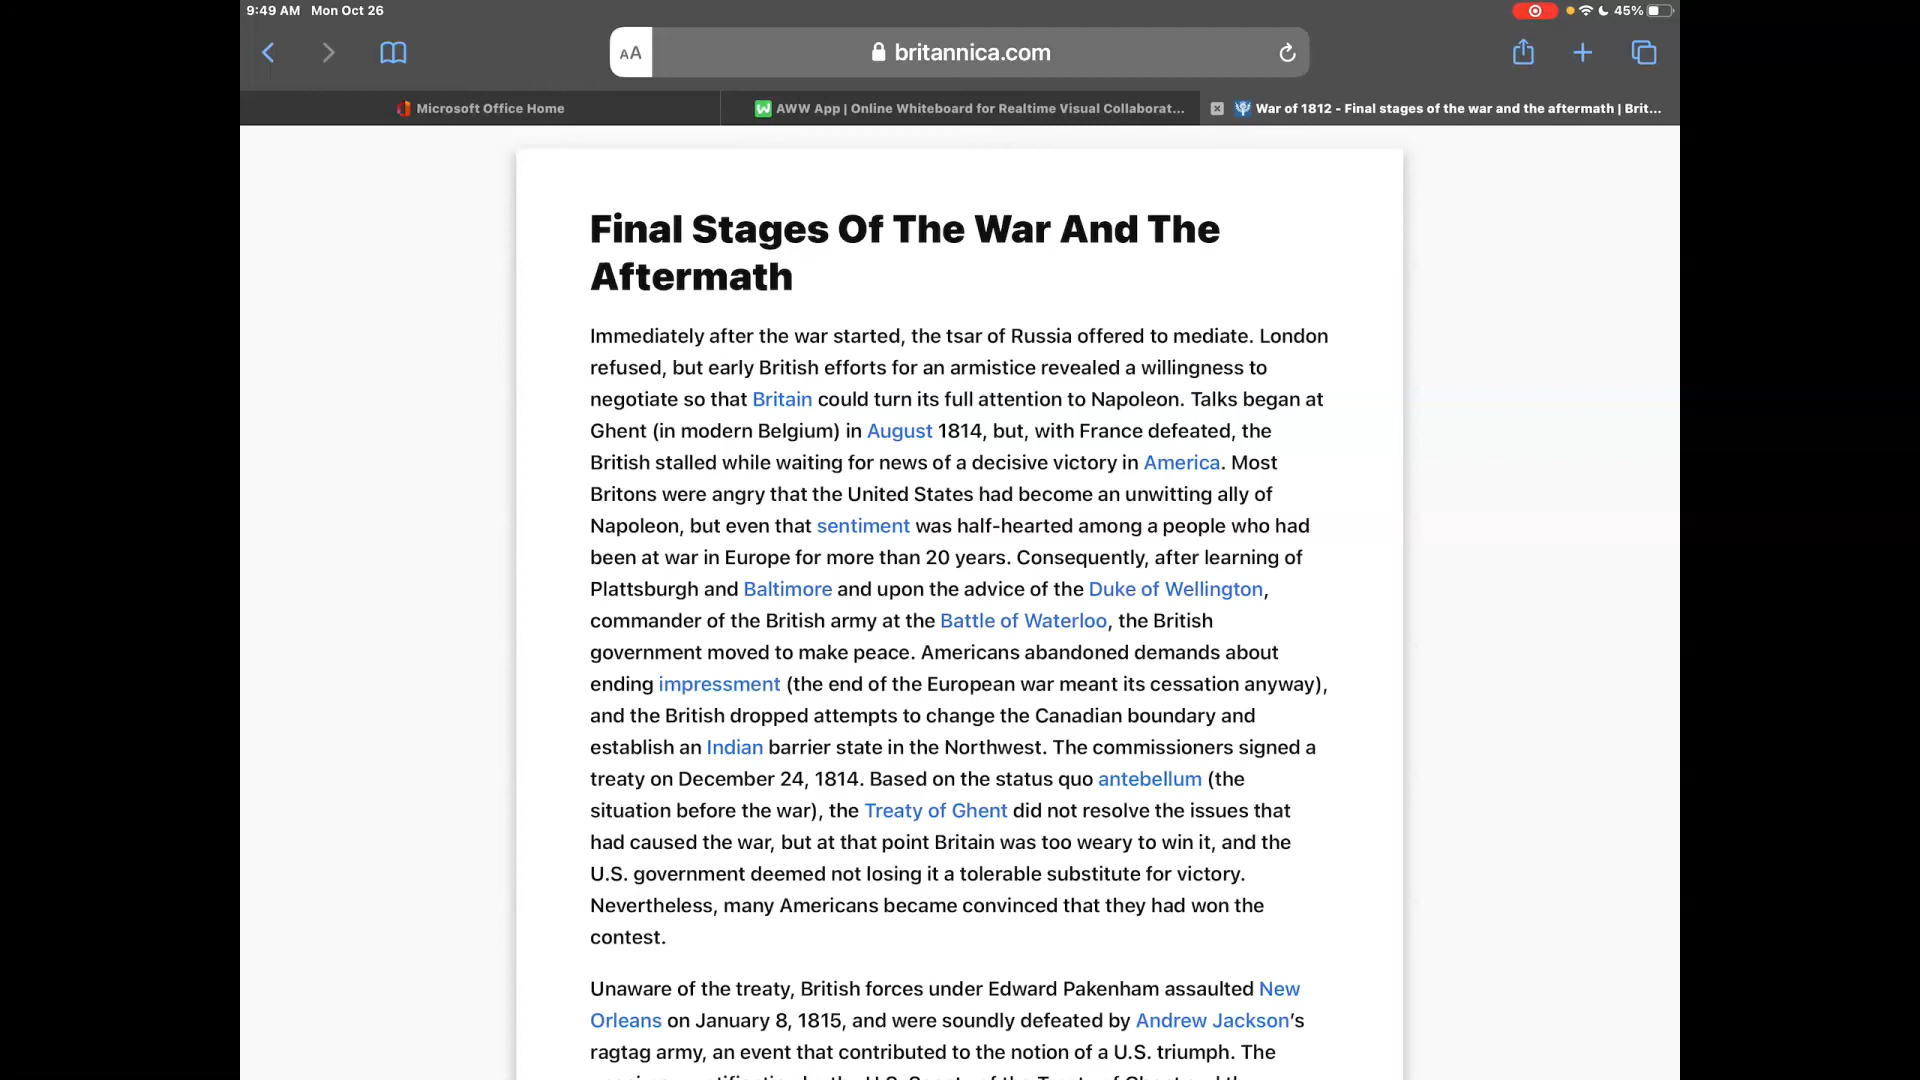 9:49 AM Mon Oct 26
45%
AA
britannica.com
Microsoft Office Home
AWW App | Online Whiteboard for Realtime Visual Collaborat...
War of 1812 - Final stages of the war and the aftermath | Brit...
Final Stages Of The War And The
Aftermath
Immediately after the war started, the tsar of Russia offered to mediate. London
refused, but early British efforts for an armistice revealed a willingness to
negotiate so that Britain could turn its full attention to Napoleon. Talks began at
Ghent (in modern Belgium) in August 1814, but, with France defeated, the
British stalled while waiting for news of a decisive victory in America. Most
Britons were angry that the United States had become an unwitting ally of
Napoleon, but even that sentiment was half-hearted among a people who had
been at war in Europe for more than 20 years. Consequently, after learning of
Plattsburgh and Baltimore and upon the advice of the Duke of Wellington,
commander of the British army at the Battle of Waterloo, the British
government moved to make peace. Americans abandoned demands about
ending impressment (the end of the European war meant its cessation anyway),
and the British dropped attempts to change the Canadian boundary and
establish an Indian barrier state in the Northwest. The commissioners signed a
treaty on December 24, 1814. Based on the status quo antebellum (the
situation before the war), the Treaty of Ghent did not resolve the issues that
had caused the war, but at that point Britain was too weary to win it, and the
U.S. government deemed not losing it a tolerable substitute for victory.
Nevertheless, many Americans became convinced that they had won the
contest.
Unaware of the treaty, British forces under Edward Pakenham assaulted New
Orleans on January 8, 1815, and were soundly defeated by Andrew Jackson's
ragtag army, an event that contributed to the notion of a U.S. triumph. The